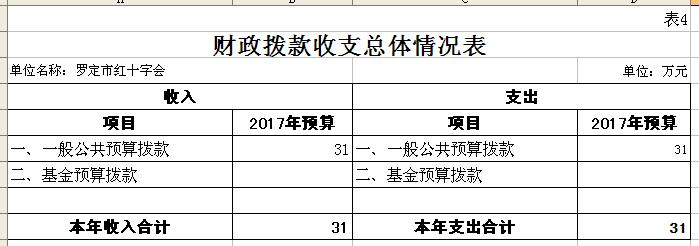 表4
财政拨款收支总体情况表
单位名称：罗定市红十字会 单位：万元
收入 支出
项目 2017年预算 项目 2017年预算
一、一般公共预算拨款 31 一、一般公共预算拨款 31
二、基金预算拨款 二、基金预算拨款
本年收入合计 31 本年支出合计 31